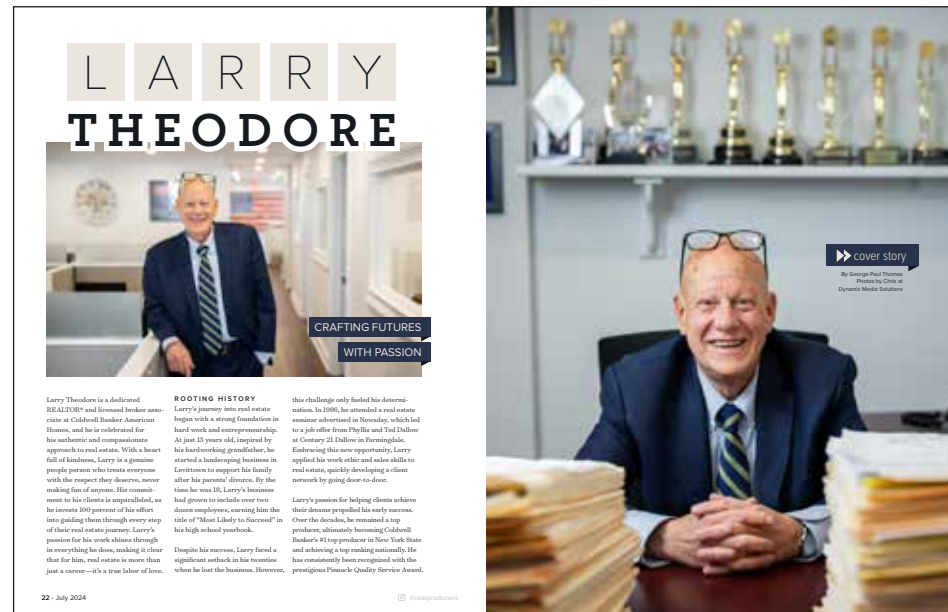 LARRY
THEODORE
CRAFTING FUTURES
WITH PASSION
Larry Theodore is a dedicated
REALTOR® and licensed broker asso-
ciate at Coldwell Banker American
Homes, and he is celebrated for
his authentic and compassionate
approach to real estate. With a heart
full of kindness, Larry is a genuine
people person who treats everyone
with the respect they deserve, never
making fun of anyone. His commit-
ment to his clients is unparalleled, as
he invests 100 percent of his effort
into guiding them through every step
of their real estate journey. Larry's
passion for his work shines through
in everything he does, making it clear
that for him, real estate is more than
just a career—it's a true labor of love.
ROOTING HISTORY
Larry's journey into real estate
began with a strong foundation in
hard work and entrepreneurship.
At just 13 years old, inspired by
his hardworking grandfather, he
started a landscaping business in
Levittown to support his family
after his parents' divorce. By the
time he was 18, Larry's business
had grown to include over two
dozen employees, earning him the
title of "Most Likely to Succeed" in
his high school yearbook.
Despite his success, Larry faced a
significant setback in his twenties
when he lost the business. However,
this challenge only fueled his determi-
nation. In 1986, he attended a real estate
seminar advertised in Newsday, which led
to a job offer from Phyllis and Ted Dallow
at Century 21 Dallow in Farmingdale.
Embracing this new opportunity, Larry
applied his work ethic and sales skills to
real estate, quickly developing a client
network by going door-to-door.
Larry's passion for helping clients achieve
their dreams propelled his early success.
Over the decades, he remained a top
producer, ultimately becoming Coldwell
Banker's #1 top producer in New York State
and achieving a top ranking nationally. He
has consistently been recognized with the
prestigious Pinnacle Quality Service Award.
22 • July 2024
@realproducers
cover story
By George Paul Thomas
Photos by Chris at
Dynamic Media Solutions